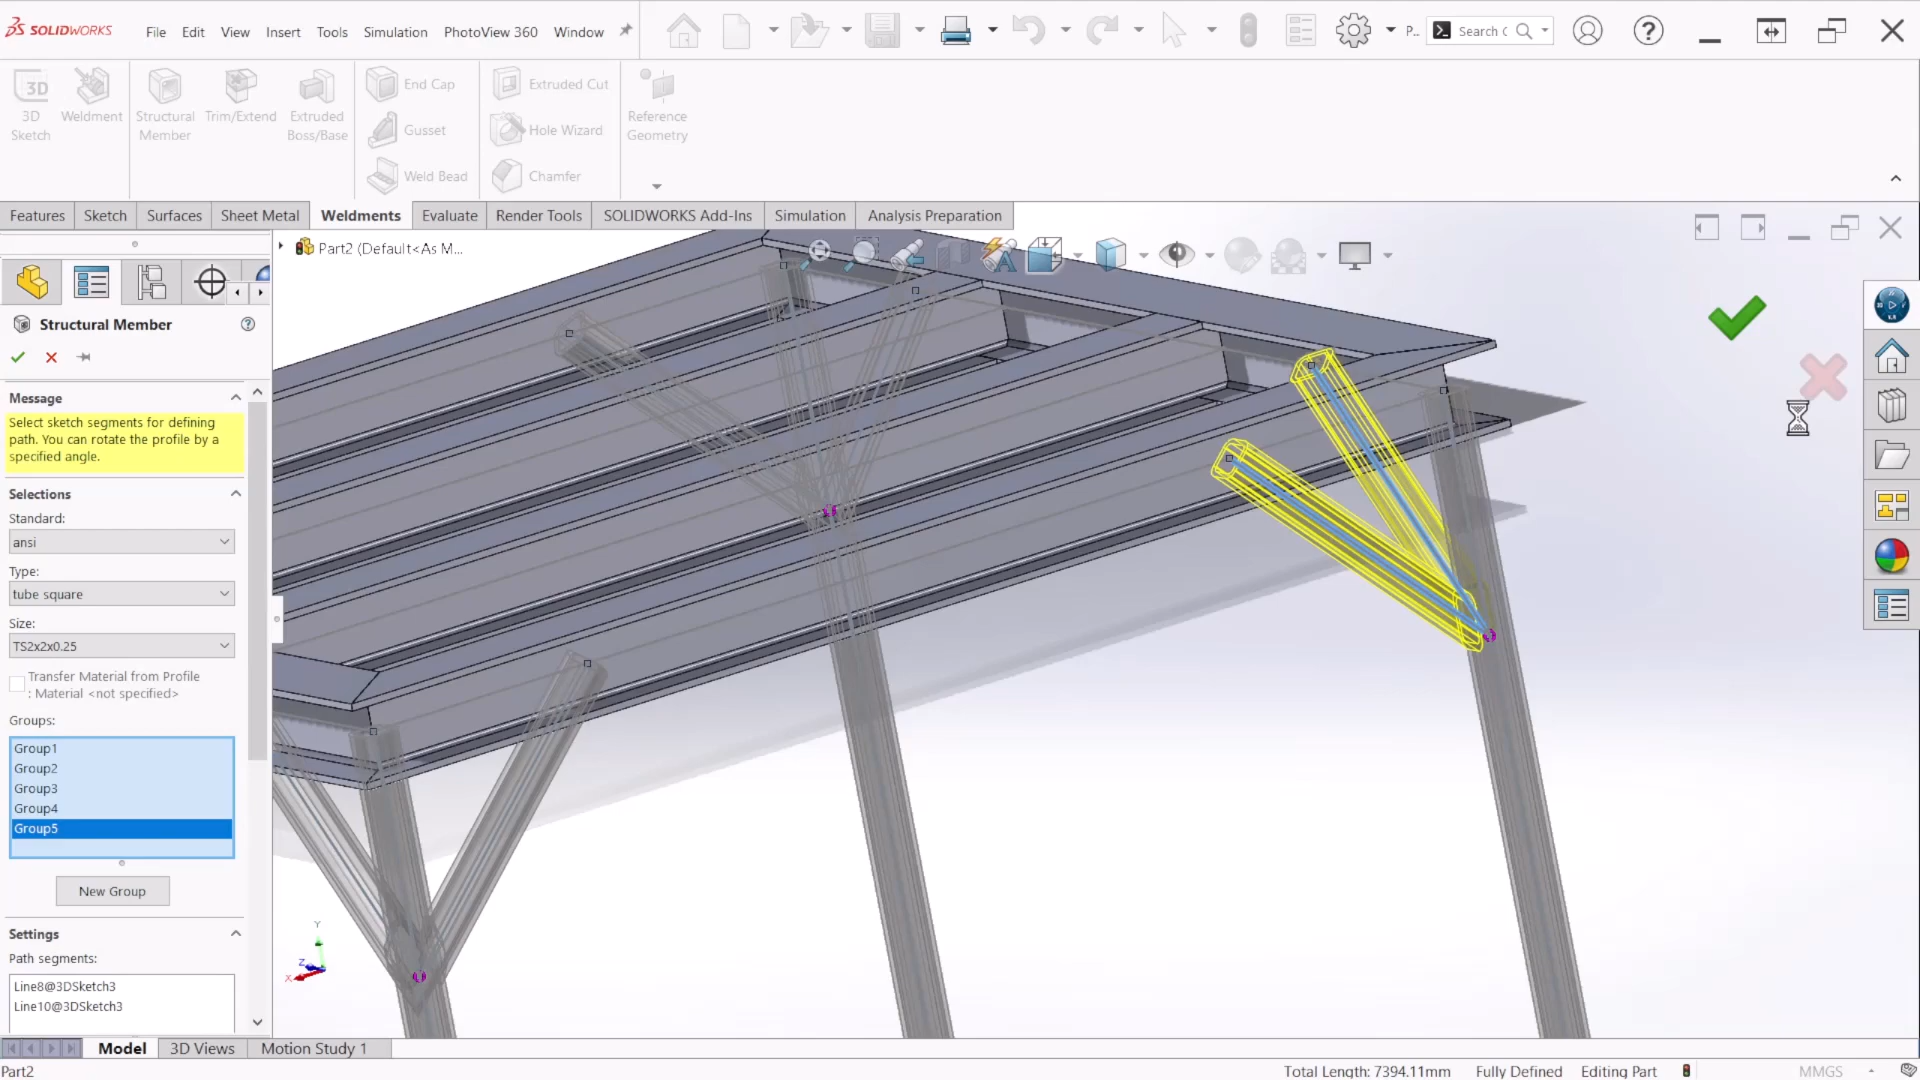 SOLIDWORKS
File Edit View Insert Tools Simulation PhotoView 360 Window
P.. Search C
3D
3D
Sketch
Weldment
Structural
Member
Trim/Extend
Extruded
Boss/Base
End Cap
Gusset
Weld Bead
Extruded Cut
Hole Wizard
Chamfer
Reference
Geometry
Features Sketch Surfaces Sheet Metal Weldments Evaluate Render Tools SOLIDWORKS Add-Ins Simulation Analysis Preparation
Part2 (Default<As M...
Structural Member
Message
Select sketch segments for defining
path. You can rotate the profile by a
specified angle.
Selections
Standard:
ansi
Type:
tube square
Size:
TS2x2x0.25
Transfer Material from Profile
: Material <not specified>
Groups:
Group1
Group2
Group3
Group4
Group5
New Group
Settings
Path segments:
Line8@3DSketch3
Line10@3DSketch3
Y
Z
X
Model 3D Views Motion Study 1
Part2 Total Length: 7394.11mm Fully Defined Editing Part MMGS